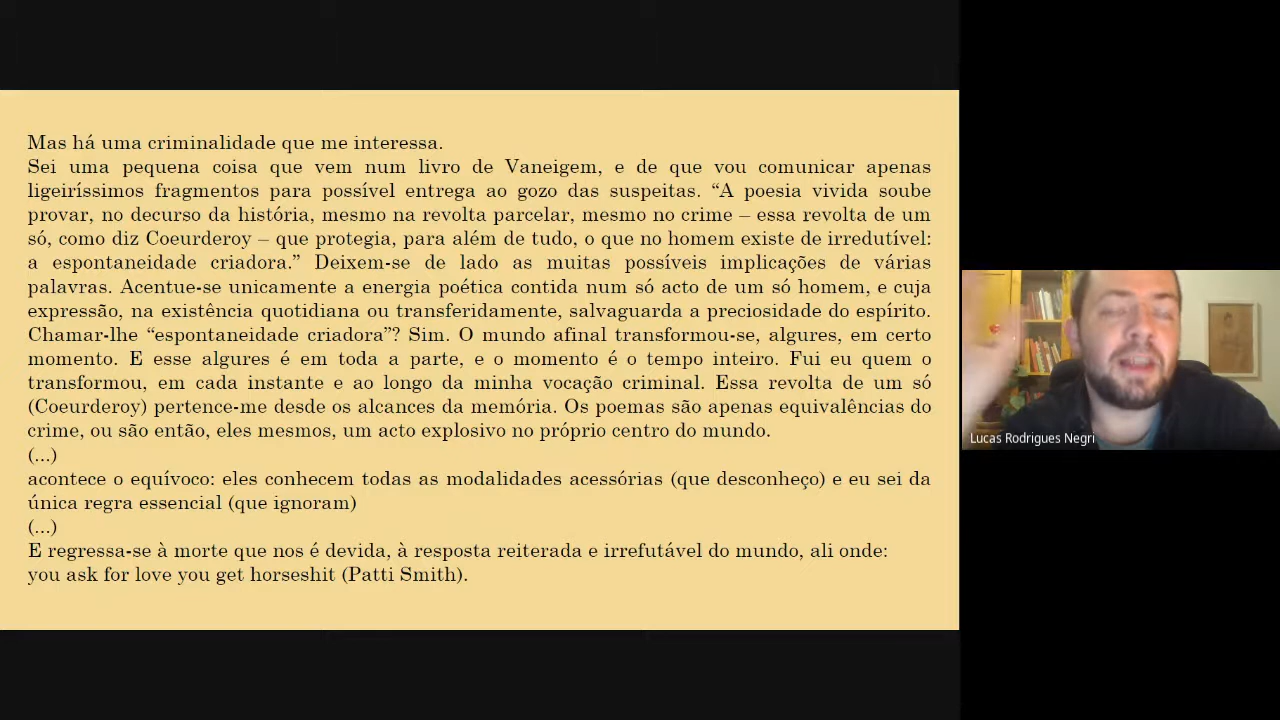 Mas há uma criminalidade que me interessa.
Sei uma pequena coisa que vem num livro de Vaneigem, e de que vou comunicar apenas
ligeiríssimos fragmentos para possível entrega ao gozo das suspeitas. “A poesia vivida soube
provar, no decurso da história, mesmo na revolta parcelar, mesmo no crime – essa revolta de um
só, como diz Coeurderoy – que protegia, para além de tudo, o que no homem existe de irredutível:
a espontaneidade criadora.” Deixem-se de lado as muitas possíveis implicações de várias
palavras. Acentue-se unicamente a energia poética contida num só acto de um só homem, e cuja
expressão, na existência quotidiana ou transferidamente, salvaguarda a preciosidade do espírito.
Chamar-lhe “espontaneidade criadora”? Sim. O mundo afinal transformou-se, algures, em certo
momento. E esse algures é em toda a parte, e o momento é o tempo inteiro. Fui eu quem o
transformou, em cada instante e ao longo da minha vocação criminal. Essa revolta de um só
(Coeurderoy) pertence-me desde os alcances da memória. Os poemas são apenas equivalências do
crime, ou são então, eles mesmos, um acto explosivo no próprio centro do mundo.
(...)
acontece o equívoco: eles conhecem todas as modalidades acessórias (que desconheço) e eu sei da
única regra essencial (que ignoram)
(...)
E regressa-se à morte que nos é devida, à resposta reiterada e irrefutável do mundo, ali onde:
you ask for love you get horseshit (Patti Smith).
Lucas Rodrigues Negri